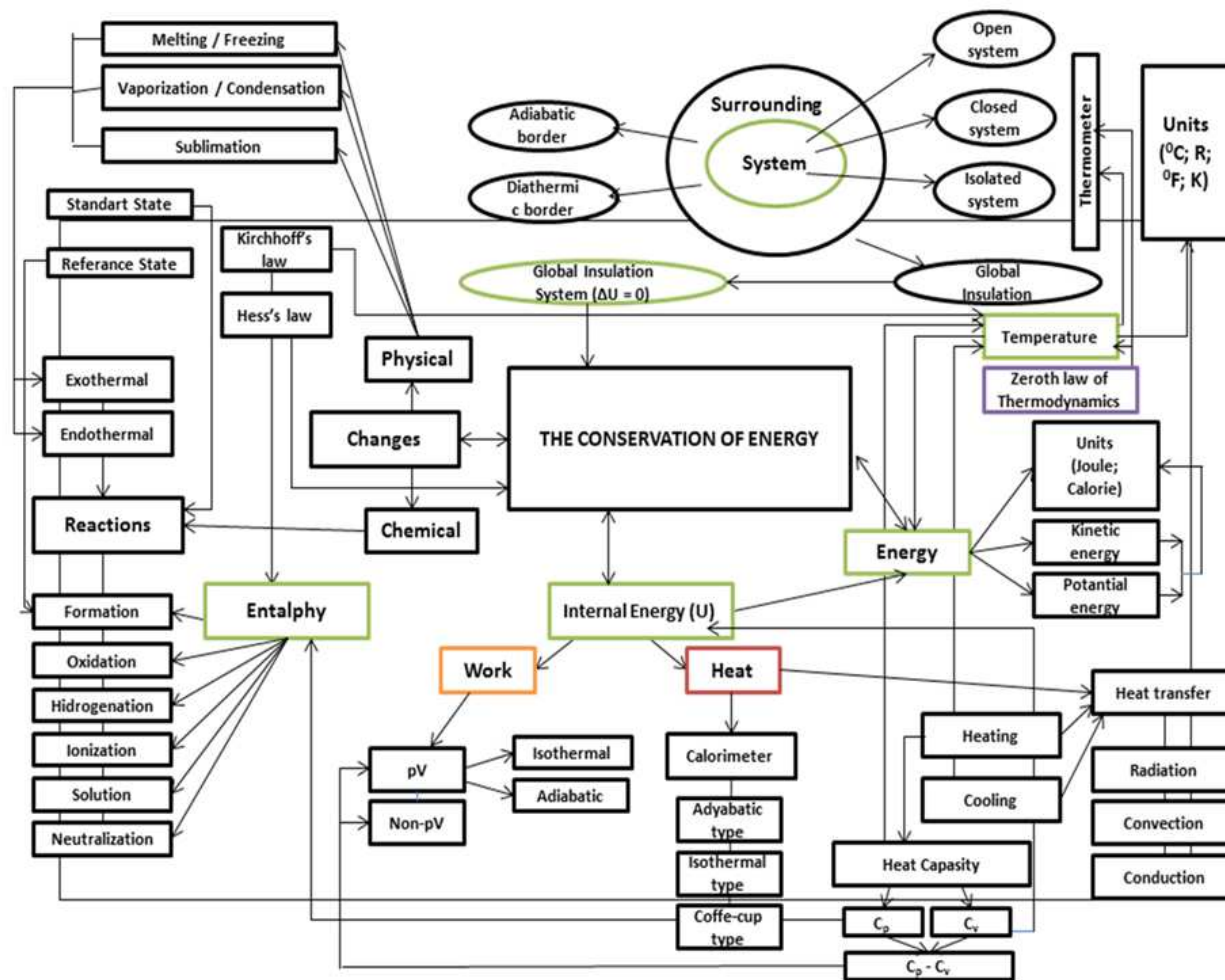 Melting / Freezing
Vaporization / Condensation
Sublimation
Standart State
Referance State
Kirchhoff's
law
Hess's law
Exothermal
Endothermal
Reactions
Physical
Changes
Chemical
Adiabatic
border
Diathermi
c border
Surrounding
System
Open
system
Closed
system
Isolated
system
Global
Insulation
Global Insulation
System (ΔU = 0)
Thermometer
Units
(⁰C; R;
⁰F; K)
Temperature
Zeroth law of
Thermodynamics
THE CONSERVATION OF ENERGY
Units
(Joule;
Calorie)
Energy
Kinetic
energy
Potantial
energy
Formation
Oxidation
Hidrogenation
Ionization
Solution
Neutralization
Entalphy
Internal Energy (U)
Work
Heat
pV
Non-pV
Isothermal
Adiabatic
Calorimeter
Adyabatic
type
Isothermal
type
Coffe-cup
type
Heating
Cooling
Heat transfer
Radiation
Convection
Conduction
Heat Capacity
Cₚ
Cᵥ
Cₚ - Cᵥ